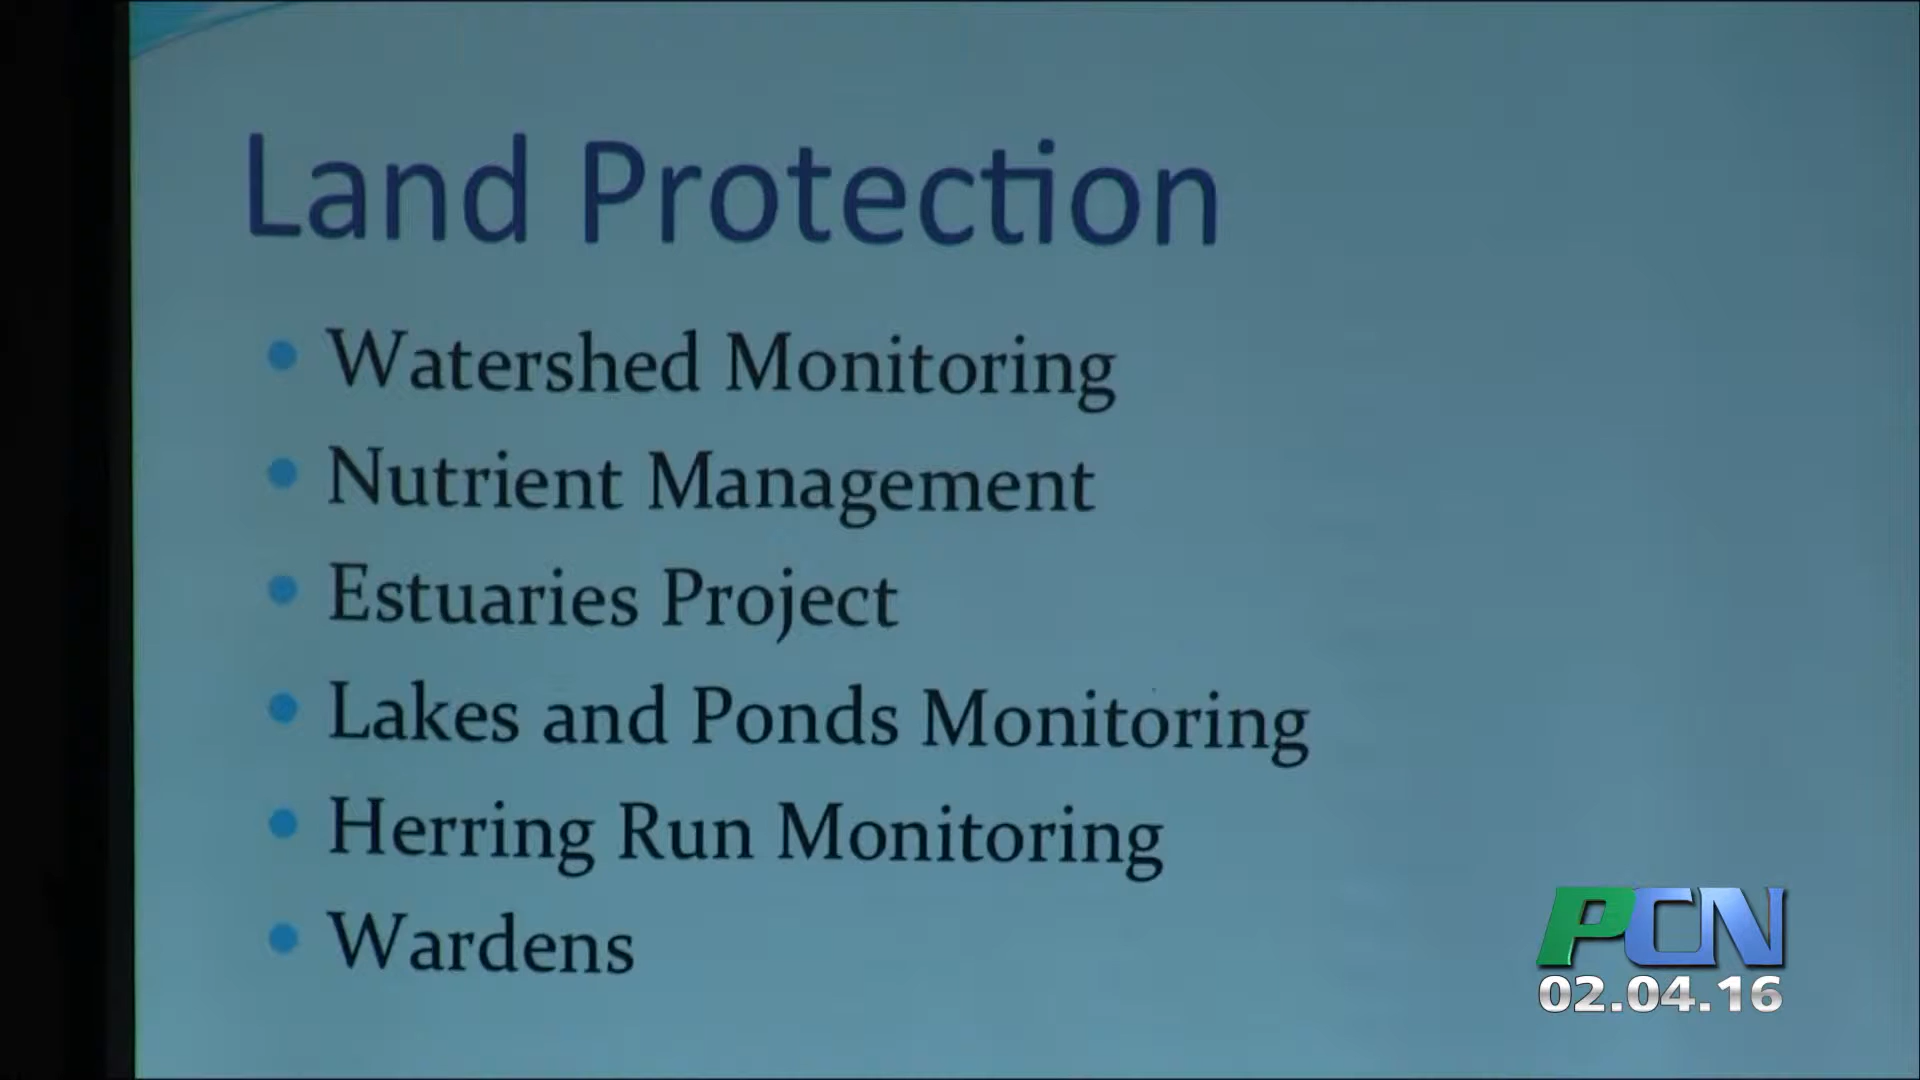 Land Protection
• Watershed Monitoring
• Nutrient Management
• Estuaries Project
• Lakes and Ponds Monitoring
• Herring Run Monitoring
• Wardens
PCN
02.04.16